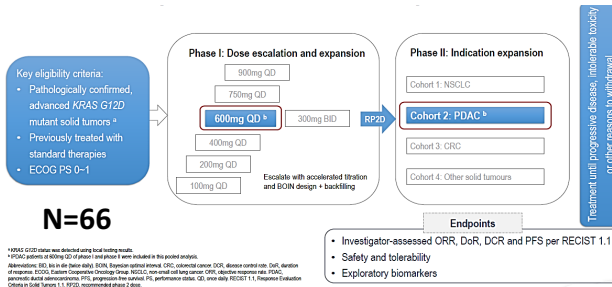 Key eligibility criteria:
• Pathologically confirmed,
advanced KRAS G12D
mutant solid tumors ᵃ
• Previously treated with
standard therapies
• ECOG PS 0~1
N=66
Phase I: Dose escalation and expansion
900mg QD
750mg QD
600mg QD ᵇ
300mg BID
400mg QD
200mg QD
100mg QD
Escalate with accelerated titration
and BOIN design + backfilling
RP2D
Phase II: Indication expansion
Cohort 1: NSCLC
Cohort 2: PDAC ᵇ
Cohort 3: CRC
Cohort 4: Other solid tumours
Treatment until progressive disease, intolerable toxicity
or other reasons to withdrawal
Endpoints
• Investigator-assessed ORR, DoR, DCR and PFS per RECIST 1.1
• Safety and tolerability
• Exploratory biomarkers
ᵃ KRAS G12D status was detected using local testing results.
ᵇ PDAC patients at 600mg QD of phase I and phase II were included in this pooled analysis.
Abbreviations: BID, bis in die (twice daily). BOIN, Bayesian optimal interval. CRC, colorectal cancer. DCR, disease control rate. DoR, duration
of response. ECOG, Eastern Cooperative Oncology Group. NSCLC, non-small cell lung cancer. ORR, objective response rate. PDAC,
pancreatic ductal adenocarcinoma. PFS, progression free survival. PS, performance status. QD, once daily. RECIST 1.1, Response Evaluation
Criteria in Solid Tumors 1.1. RP2D, recommended phase 2 dose.